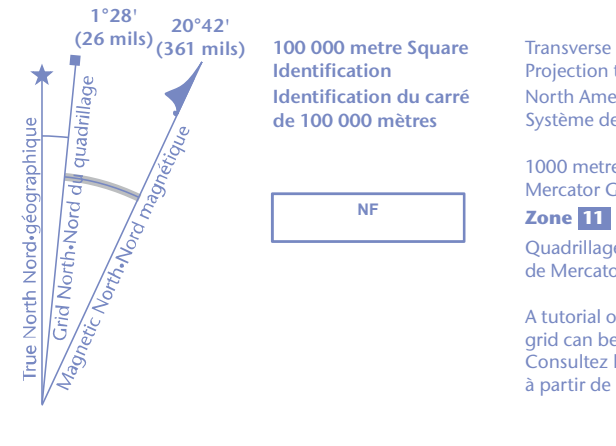 1°28'
(26 mils)
20°42'
(361 mils)
True North Nord•géographique
Grid North•Nord du quadrillage
Magnetic North•Nord magnétique
100 000 metre Square
Identification
Identification du carré
de 100 000 mètres
NF
Transverse
Projection
North Ame
Système de
1000 metre
Mercator G
Zone 11
Quadrillage
de Mercato
A tutorial o
grid can be
Consultez
à partir de